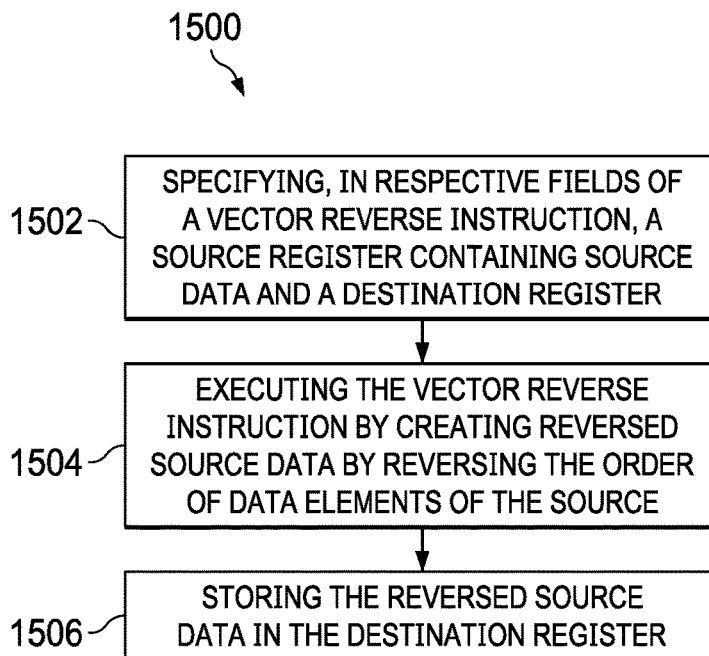 1500
1502
SPECIFYING, IN RESPECTIVE FIELDS OF
A VECTOR REVERSE INSTRUCTION, A
SOURCE REGISTER CONTAINING SOURCE
DATA AND A DESTINATION REGISTER
1504
EXECUTING THE VECTOR REVERSE
INSTRUCTION BY CREATING REVERSED
SOURCE DATA BY REVERSING THE ORDER
OF DATA ELEMENTS OF THE SOURCE
1506
STORING THE REVERSED SOURCE
DATA IN THE DESTINATION REGISTER